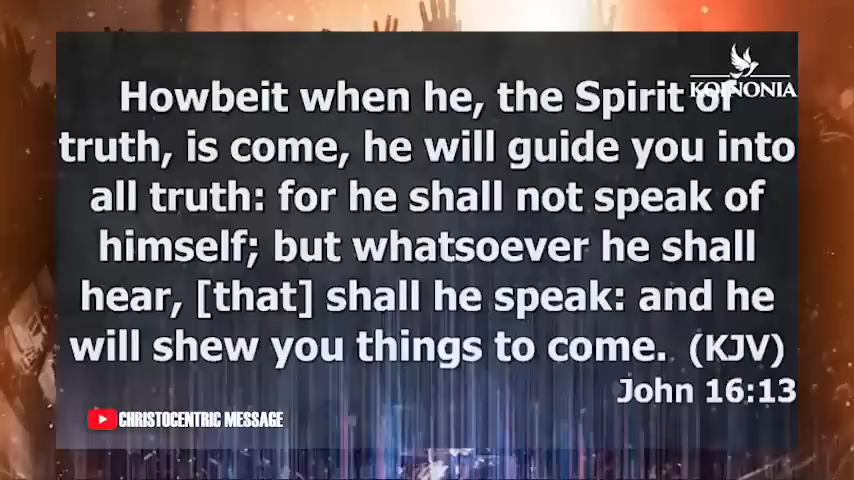 KOINONIA
Howbeit when he, the Spirit of
truth, is come, he will guide you into
all truth: for he shall not speak of
himself; but whatsoever he shall
hear, [that] shall he speak: and he
will shew you things to come. (KJV)
John 16:13
CHRISTOCENTRIC MESSAGE